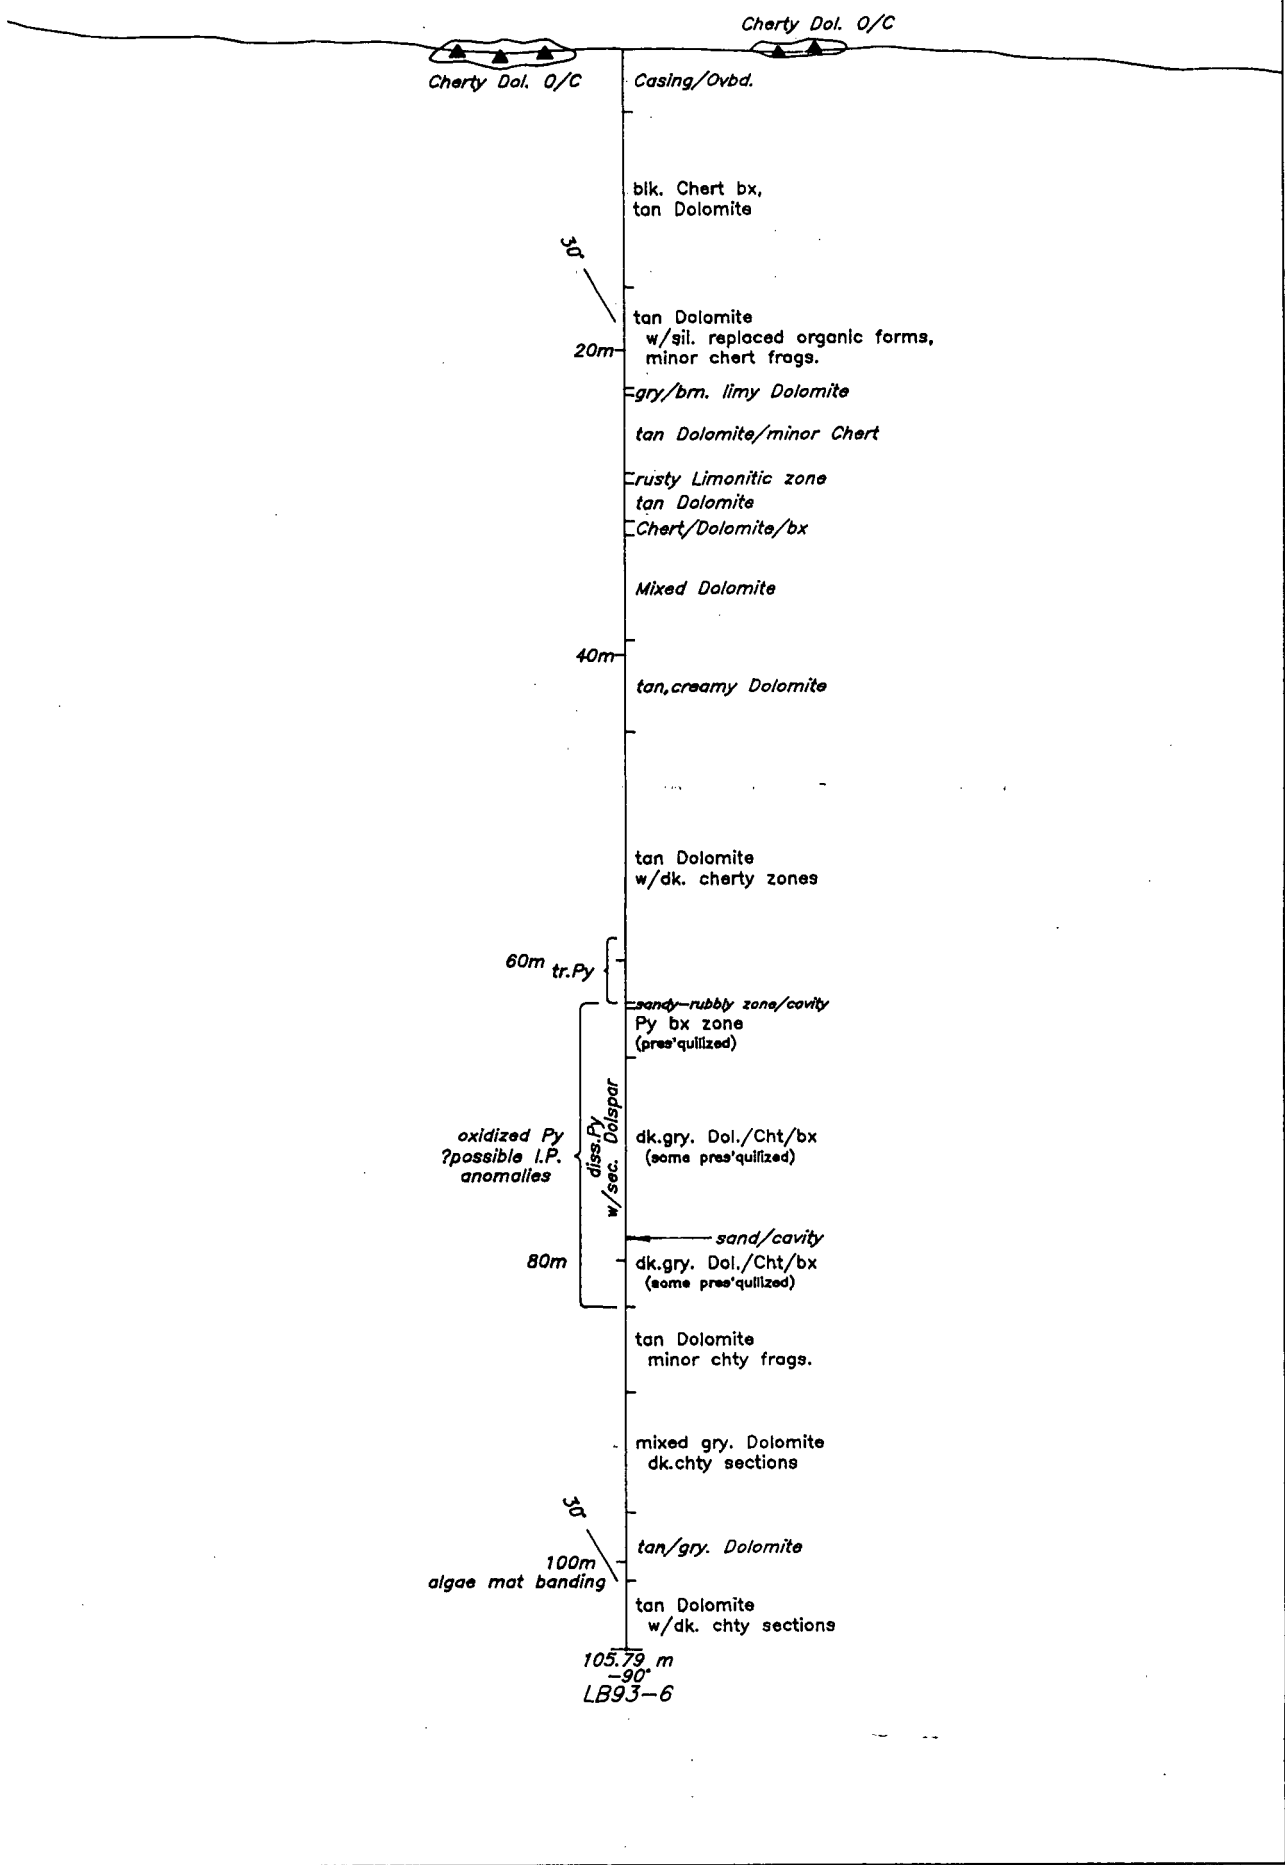 Cherty Dol. O/C
Cherty Dol. O/C
Casing/Ovbd.
blk. Chert bx,
tan Dolomite
30°
tan Dolomite
w/sil. replaced organic forms,
minor chert frags.
20m
gry/brn. limy Dolomite
tan Dolomite/minor Chert
rusty Limonitic zone
tan Dolomite
Chert/Dolomite/bx
Mixed Dolomite
40m
tan,creamy Dolomite
tan Dolomite
w/dk. cherty zones
60m
tr.Py
sandy-rubbly zone/cavity
Py bx zone
(pres'quilized)
diss.Py
w/sec. Dolspar
oxidized Py
?possible I.P.
anomalies
dk.gry. Dol./Cht/bx
(some pres'quilized)
sand/cavity
80m
dk.gry. Dol./Cht/bx
(some pres'quilized)
tan Dolomite
minor chty frags.
mixed gry. Dolomite
dk.chty sections
30°
tan/gry. Dolomite
100m
algae mat banding
tan Dolomite
w/dk. chty sections
105.79 m
-90°
LB93-6